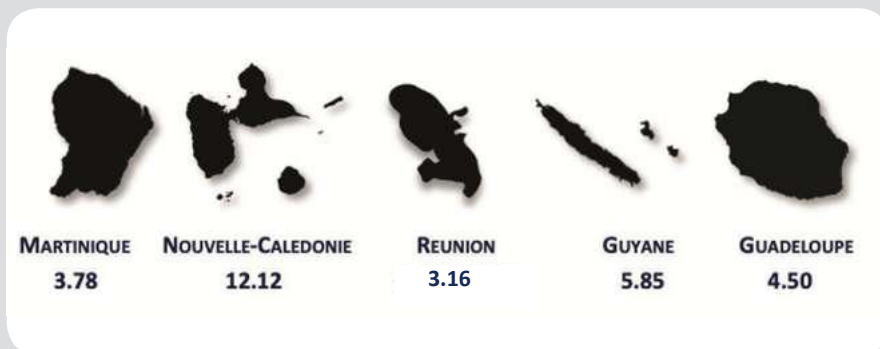 MARTINIQUE NOUVELLE-CALEDONIE REUNION GUYANE GUADELOUPE
3.78 12.12 3.16 5.85 4.50